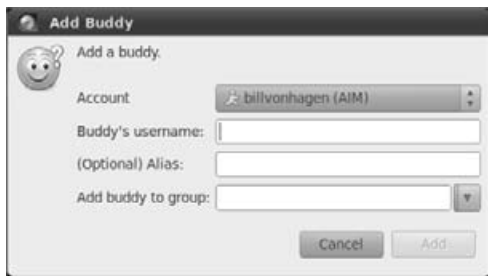 Add Buddy
Add a buddy.
Account billvonhagen (AIM)
Buddy's username:
(Optional) Alias:
Add buddy to group:
Cancel Add